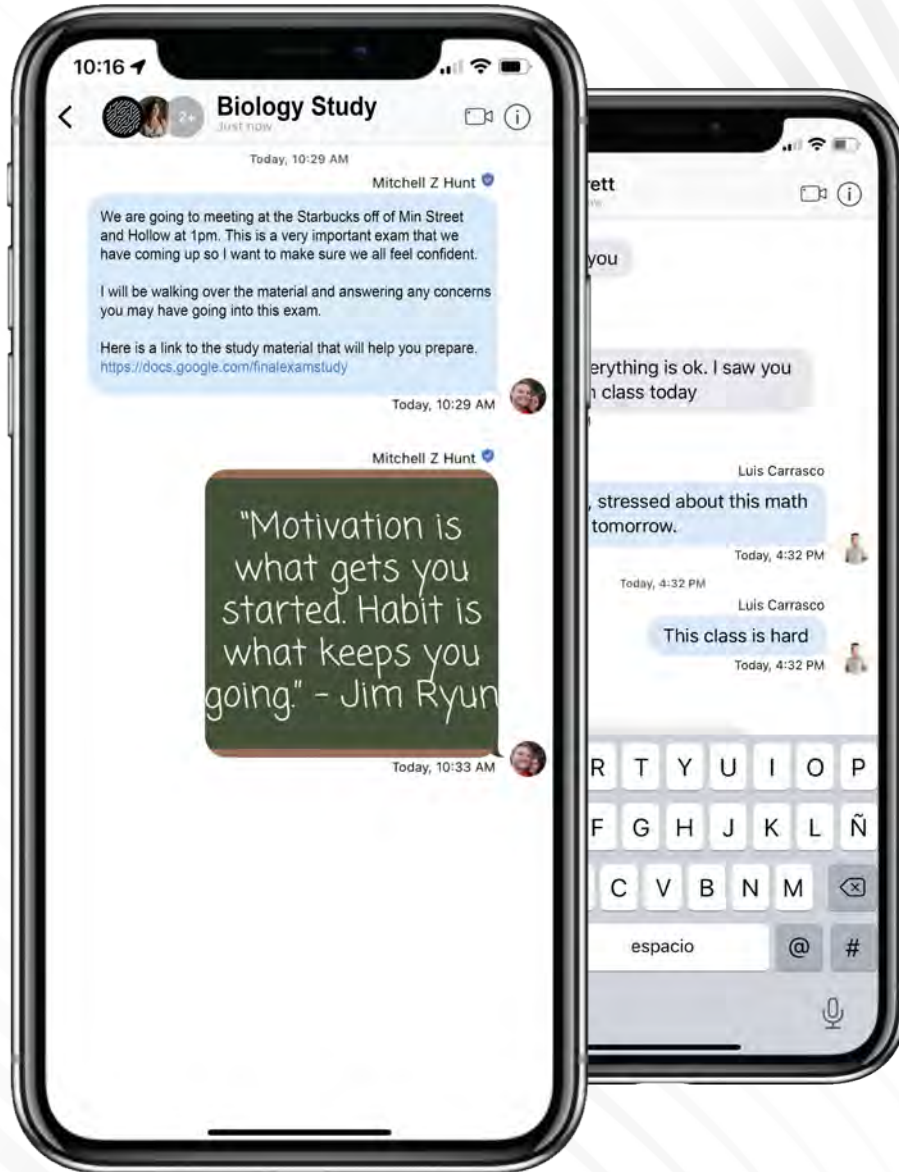 10:16
2+
Biology Study
Just now
Today, 10:29 AM
Mitchell Z Hunt
We are going to meeting at the Starbucks off of Min Street
and Hollow at 1pm. This is a very important exam that we
have coming up so I want to make sure we all feel confident.
I will be walking over the material and answering any concerns
you may have going into this exam.
Here is a link to the study material that will help you prepare.
https://docs.google.com/finalexamstudy
Today, 10:29 AM
Mitchell Z Hunt
"Motivation is
what gets you
started. Habit is
what keeps you
going." - Jim Ryun
Today, 10:33 AM
rett
you
erything is ok. I saw you
class today
Luis Carrasco
, stressed about this math
tomorrow.
Today, 4:32 PM
Today, 4:32 PM
Luis Carrasco
This class is hard
Today, 4:32 PM
R T Y U I O P
F G H J K L Ñ
C V B N M
espacio @ #